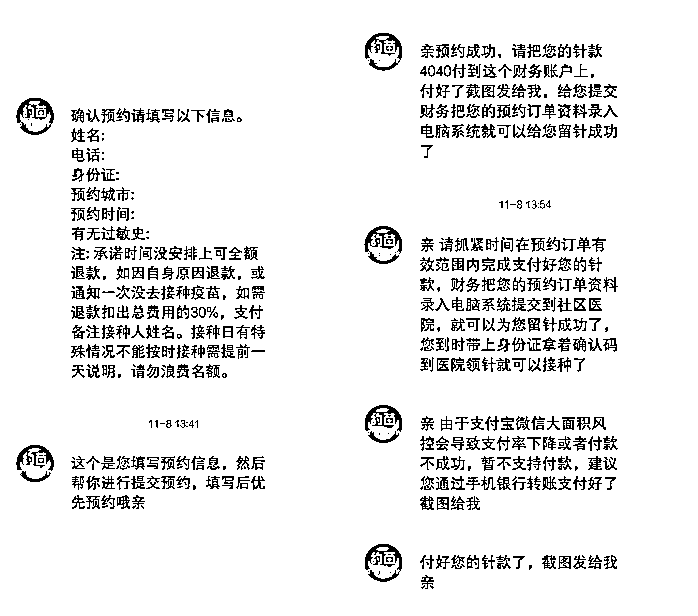 确认预约请填写以下信息。
姓名:
电话:
身份证:
预约城市:
预约时间:
有无过敏史:
注: 承诺时间没安排上可全额
退款，如因自身原因退款，或
通知一次没去接种疫苗，如需
退款扣出总费用的30%，支付
备注接种人姓名。接种日有特
殊情况不能按时接种需提前一
天说明，请勿浪费名额。
11-8 13:41
这个是您填写预约信息，然后
帮你进行提交预约，填写后优
先预约哦亲
亲预约成功，请把您的针款
4040付到这个财务账户上，
付好了截图发给我，给您提交
财务把您的预约订单资料录入
电脑系统就可以给您留针成功
了
11-8 13:54
亲 请抓紧时间在预约订单有
效范围内完成支付好您的针
款，财务把您的预约订单资料
录入电脑系统提交到社区医
院，就可以为您留针成功了，
您到时带上身份证拿着确认码
到医院领针就可以接种了
亲 由于支付宝微信大面积风
控会导致支付率下降或者付款
不成功，暂不支持付款，建议
您通过手机银行转账支付好了
截图给我
付好您的针款了，截图发给我
亲